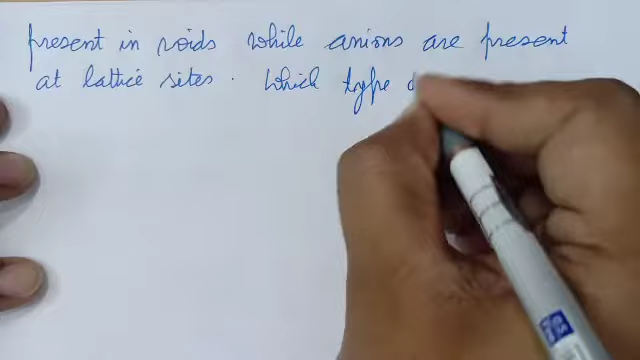 present in voids while anions are present
at lattice sites. Which type